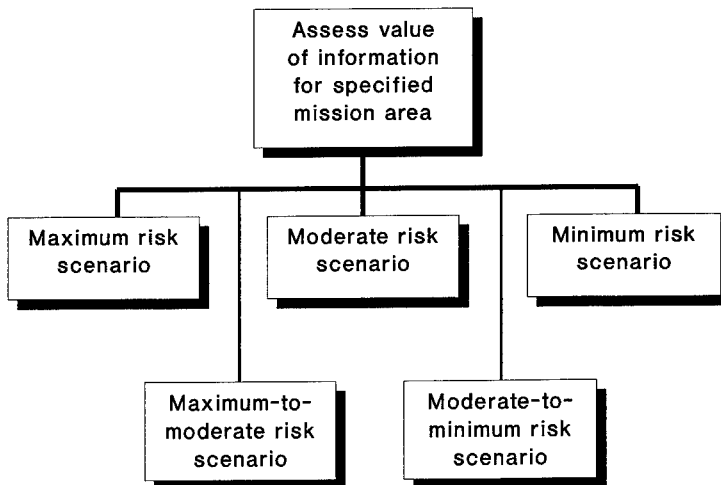 Assess value
of information
for specified
mission area
Maximum risk
scenario
Moderate risk
scenario
Minimum risk
scenario
Maximum-to-
moderate risk
scenario
Moderate-to-
minimum risk
scenario